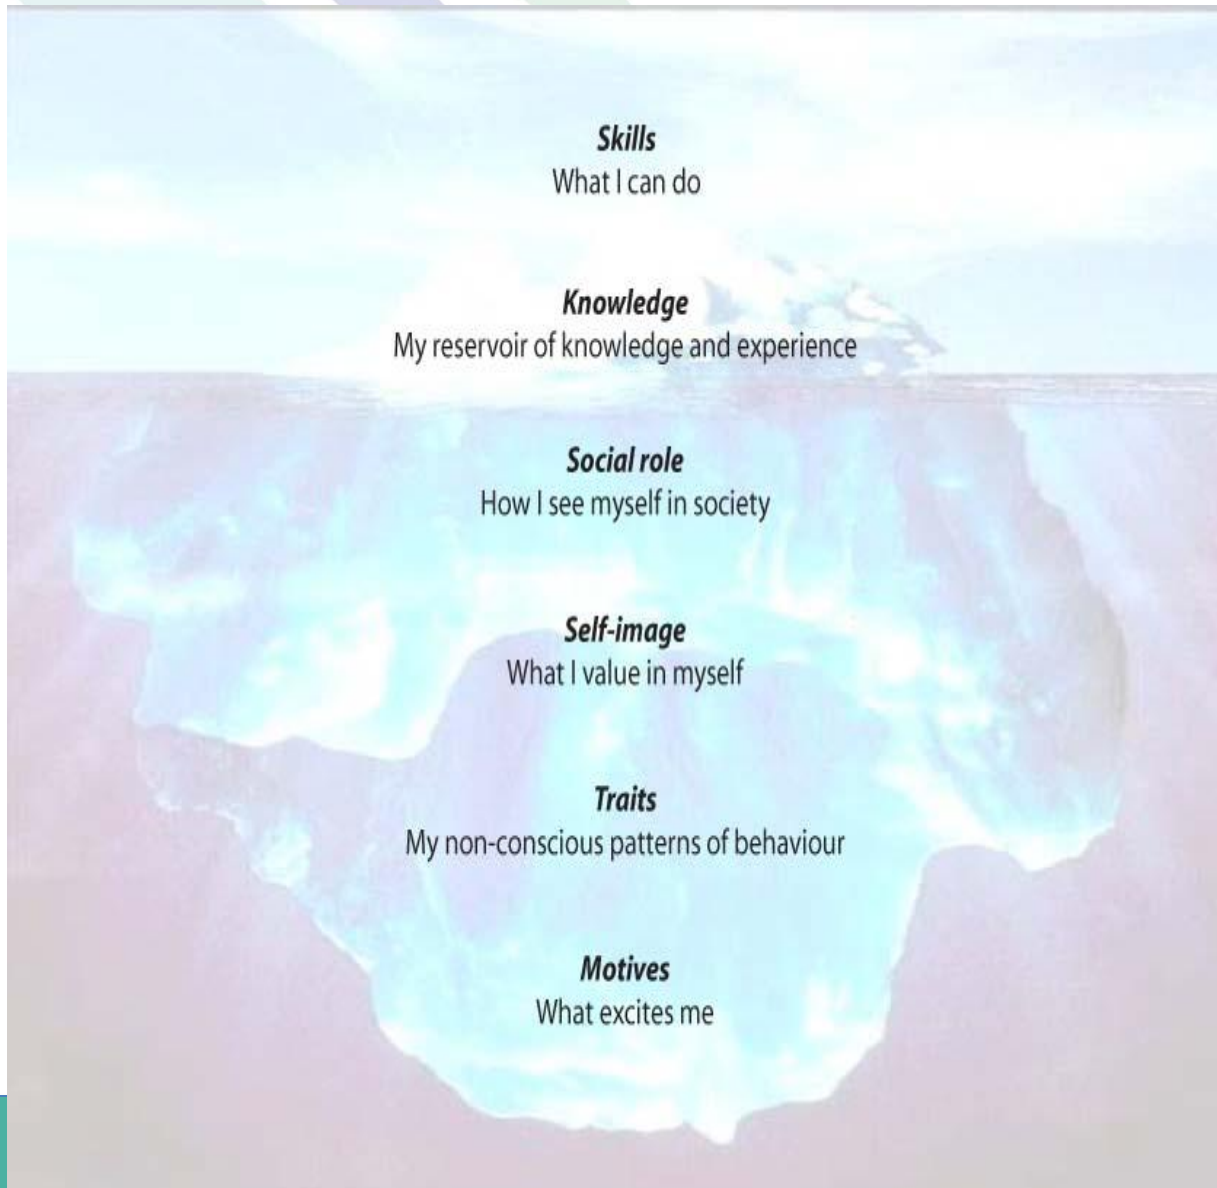 Skills
What I can do
Knowledge
My reservoir of knowledge and experience
Social role
How I see myself in society
Self-image
What I value in myself
Traits
My non-conscious patterns of behaviour
Motives
What excites me